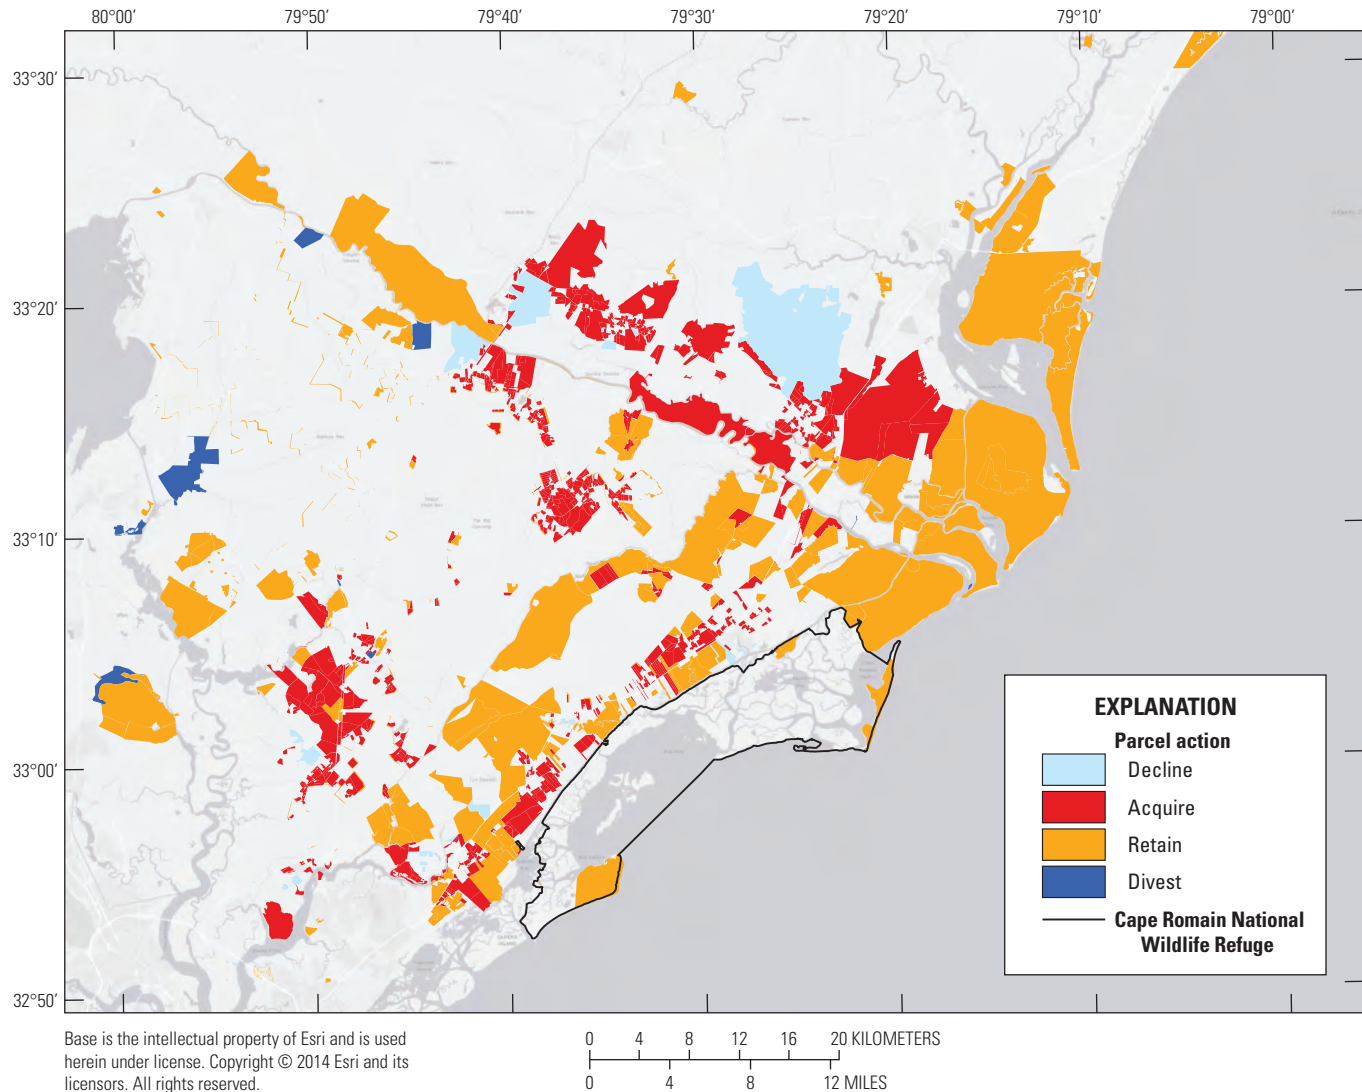 80°00′ 79°50′ 79°40′ 79°30′ 79°20′ 79°10′ 79°00′
33°30′
33°20′
33°10′
33°00′
32°50′
EXPLANATION
Parcel action
Decline
Acquire
Retain
Divest
Cape Romain National
Wildlife Refuge
Base is the intellectual property of Esri and is used
herein under license. Copyright © 2014 Esri and its
licensors. All rights reserved.
0 4 8 12 16 20 KILOMETERS
0 4 8 12 MILES